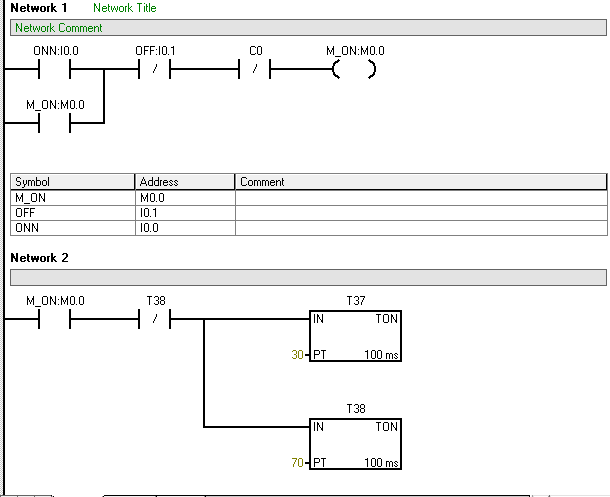 Network 1 Network Title
Network Comment
ONN:I0.0 OFF:I0.1 C0 M_ON:M0.0
/ /
M_ON:M0.0
Symbol Address Comment
M_ON M0.0
OFF I0.1
ONN I0.0
Network 2
M_ON:M0.0 T38 T37
/ IN TON
30 PT 100 ms
T38
IN TON
70 PT 100 ms